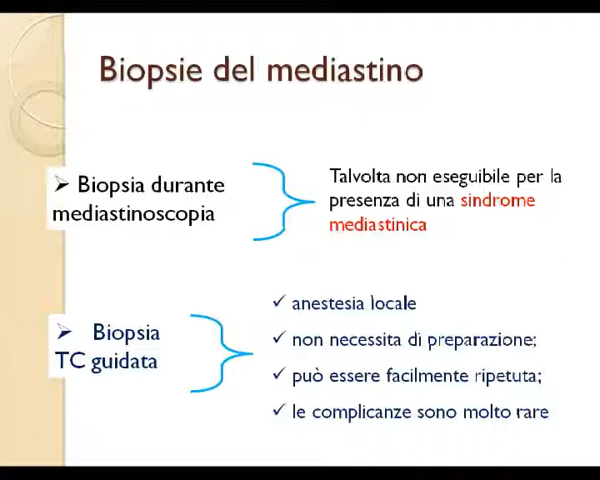 Biopsie del mediastino
➢ Biopsia durante
mediastinoscopia
Talvolta non eseguibile per la
presenza di una sindrome
mediastinica
➢ Biopsia
TC guidata
✓ anestesia locale
✓ non necessita di preparazione;
✓ può essere facilmente ripetuta;
✓ le complicanze sono molto rare